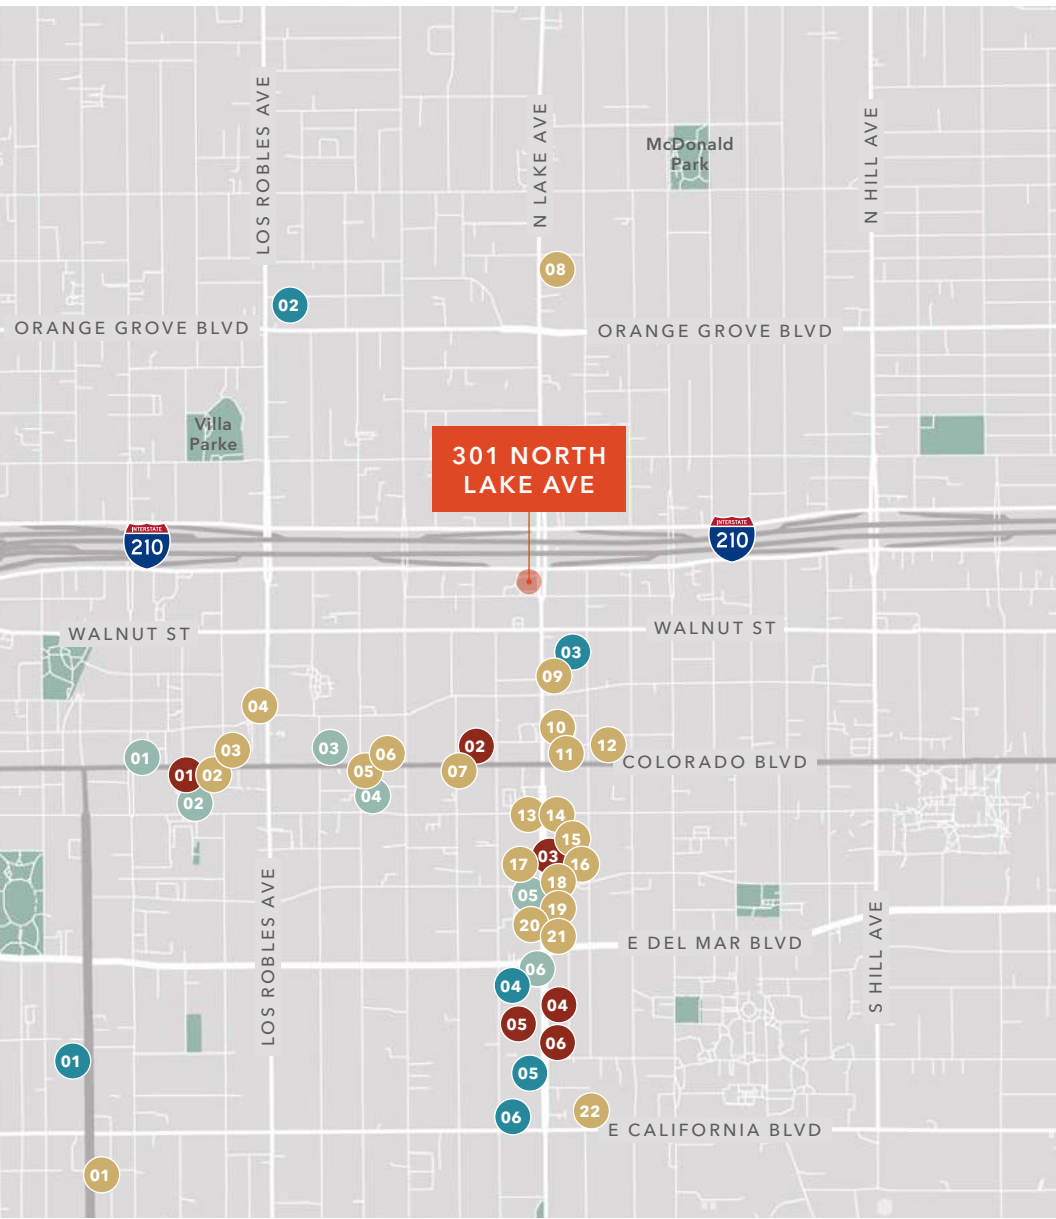 LOS ROBLES AVE
N LAKE AVE
N HILL AVE
McDonald
Park
08
02
ORANGE GROVE BLVD
ORANGE GROVE BLVD
Villa
Parke
301 NORTH
LAKE AVE
INTERSTATE
210
INTERSTATE
210
WALNUT ST
WALNUT ST
03
09
04
10
12
11
01
03
03
06
02
COLORADO BLVD
01
02
05
07
02
04
13
14
15
17
03
16
18
05
19
20
21
LOS ROBLES AVE
S HILL AVE
E DEL MAR BLVD
06
04
04
05
06
01
05
22
06
E CALIFORNIA BLVD
01